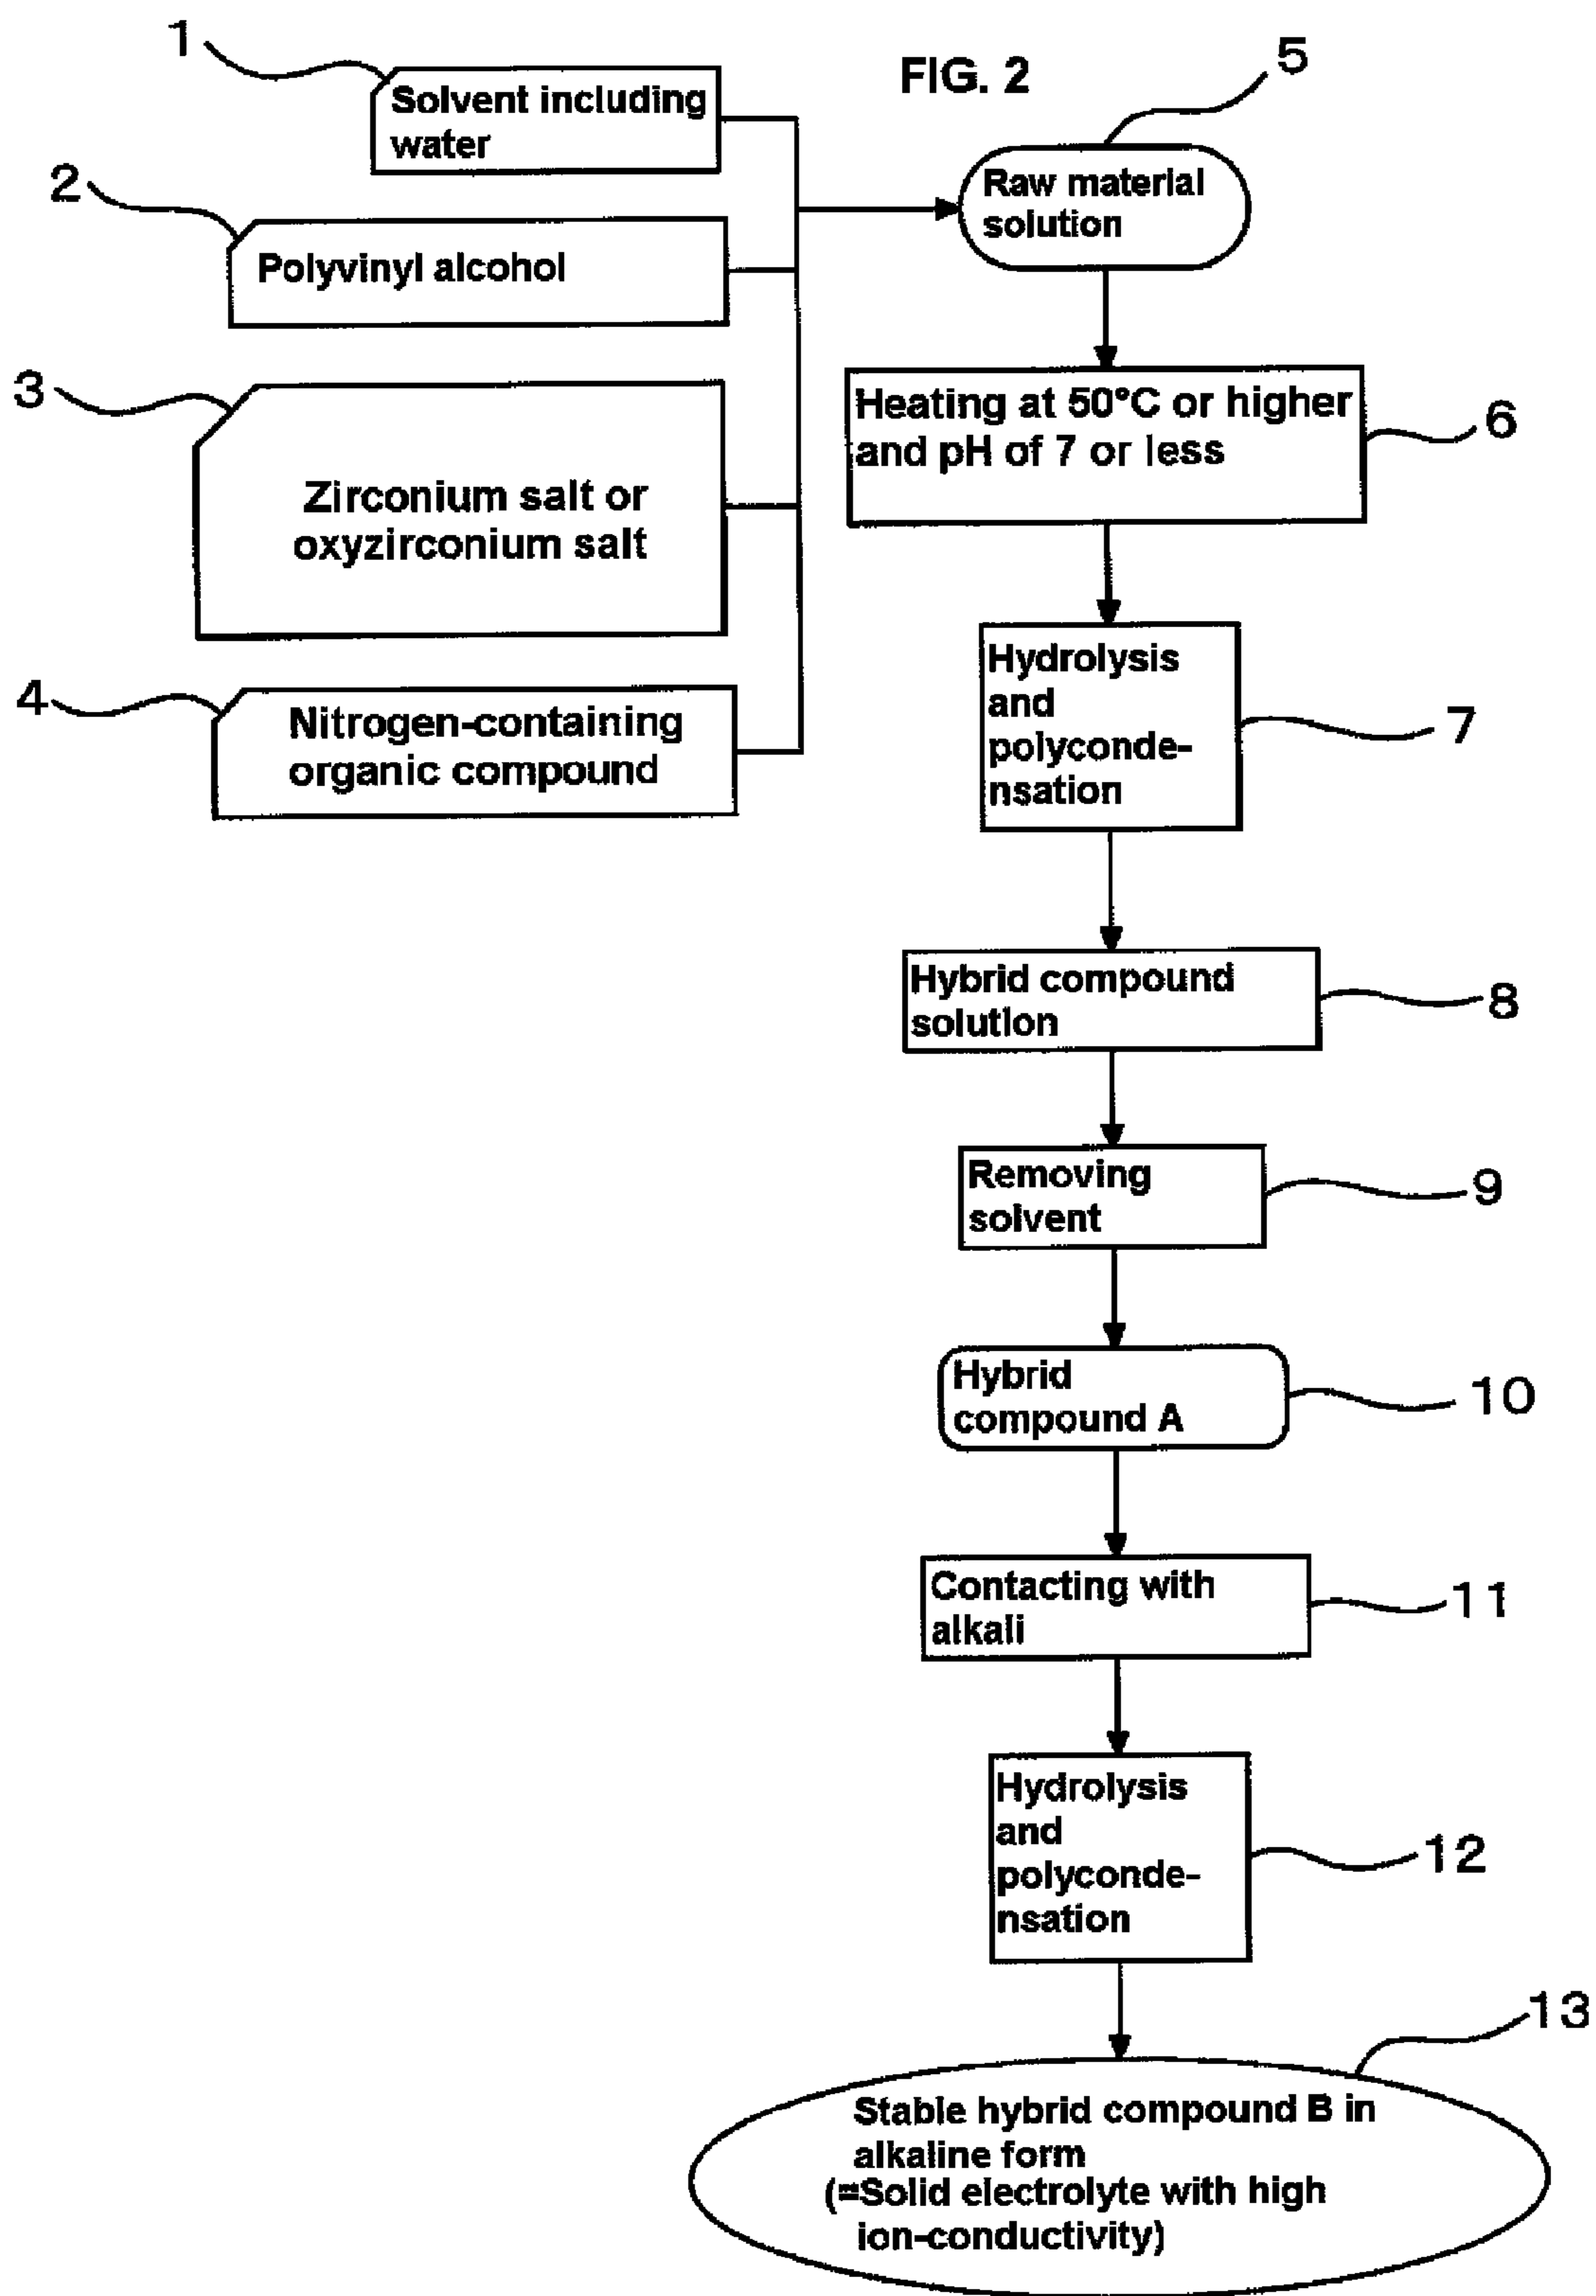 1
Solvent including
water
FIG. 2
5
Raw material
solution
2
Polyvinyl alcohol
3
Zirconium salt or
oxyzirconium salt
Heating at 50°C or higher
and pH of 7 or less
6
4
Nitrogen-containing
organic compound
Hydrolysis
and
polyconde-
nsation
7
Hybrid compound
solution
8
Removing
solvent
9
Hybrid
compound A
10
Contacting with
alkali
11
Hydrolysis
and
polyconde-
nsation
12
13
Stable hybrid compound B in
alkaline form
(=Solid electrolyte with high
ion-conductivity)